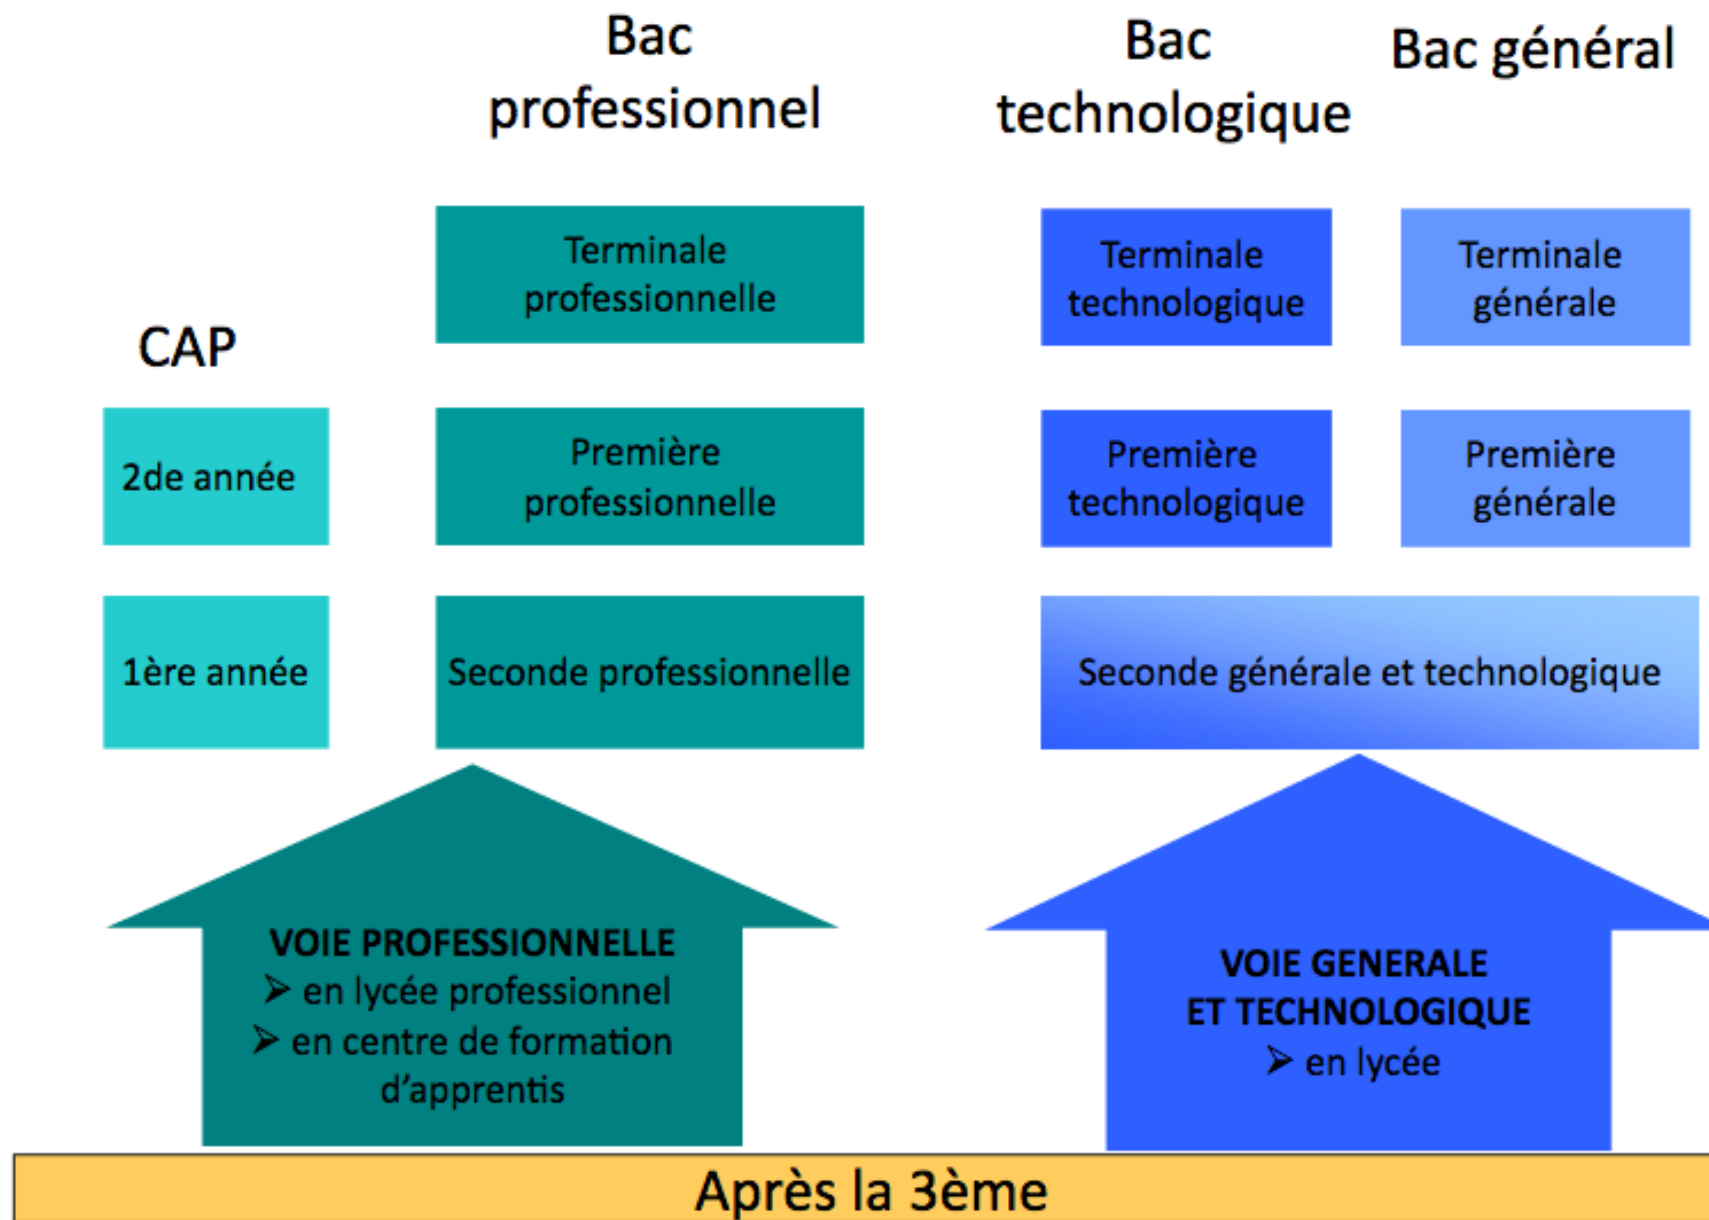 Bac
professionnel
Bac
technologique
Bac général
Terminale
professionnelle
Terminale
technologique
Terminale
générale
CAP
2de année
Première
professionnelle
Première
technologique
Première
générale
1ère année
Seconde professionnelle
Seconde générale et technologique
VOIE PROFESSIONNELLE
➢ en lycée professionnel
➢ en centre de formation
d’apprentis
VOIE GENERALE
ET TECHNOLOGIQUE
➢ en lycée
Après la 3ème